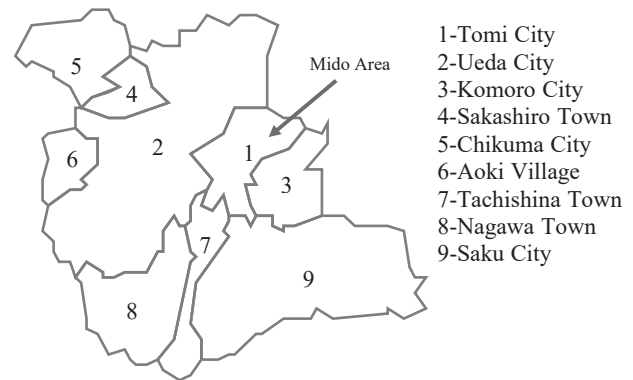 Mido Area
5
4
2
6
1
3
7
9
8
1-Tomi City
2-Ueda City
3-Komoro City
4-Sakashiro Town
5-Chikuma City
6-Aoki Village
7-Tachishina Town
8-Nagawa Town
9-Saku City